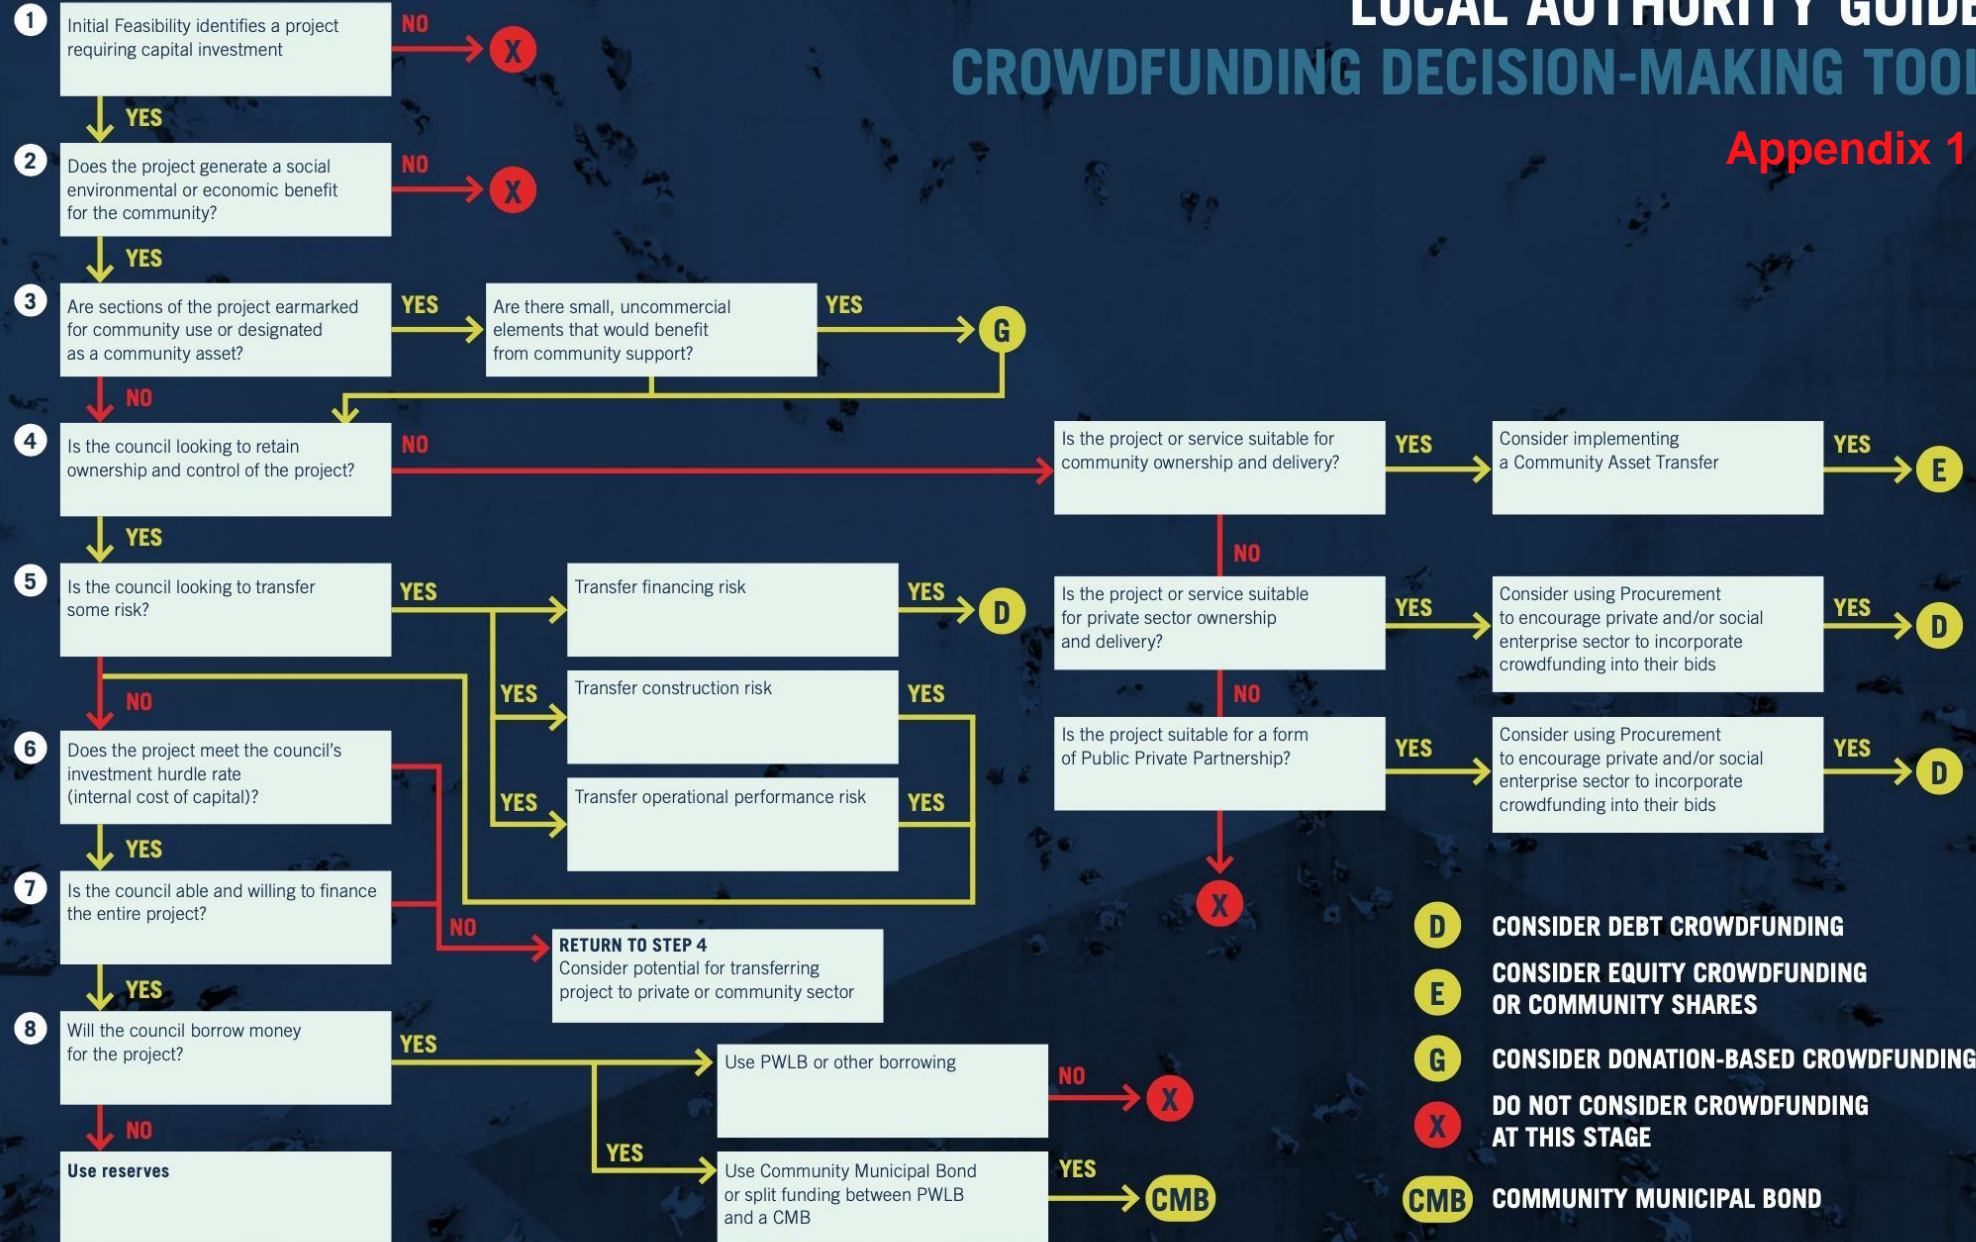 LOCAL AUTHORITY GUIDE
CROWDFUNDING DECISION-MAKING TOOL
Appendix 1
1
Initial Feasibility identifies a project
requiring capital investment
NO
X
YES
2
Does the project generate a social
environmental or economic benefit
for the community?
NO
X
YES
3
Are sections of the project earmarked
for community use or designated
as a community asset?
YES
Are there small, uncommercial
elements that would benefit
from community support?
YES
G
NO
4
Is the council looking to retain
ownership and control of the project?
NO
Is the project or service suitable for
community ownership and delivery?
YES
Consider implementing
a Community Asset Transfer
YES
E
YES
NO
5
Is the council looking to transfer
some risk?
YES
Transfer financing risk
YES
D
Is the project or service suitable
for private sector ownership
and delivery?
YES
Consider using Procurement
to encourage private and/or social
enterprise sector to incorporate
crowdfunding into their bids
YES
D
NO
YES
Transfer construction risk
YES
NO
6
Does the project meet the council's
investment hurdle rate
(internal cost of capital)?
YES
Transfer operational performance risk
YES
Is the project suitable for a form
of Public Private Partnership?
YES
Consider using Procurement
to encourage private and/or social
enterprise sector to incorporate
crowdfunding into their bids
YES
D
X
YES
7
Is the council able and willing to finance
the entire project?
NO
RETURN TO STEP 4
Consider potential for transferring
project to private or community sector
YES
8
Will the council borrow money
for the project?
YES
Use PWLB or other borrowing
NO
X
YES
Use Community Municipal Bond
or split funding between PWLB
and a CMB
YES
CMB
NO
Use reserves
D
CONSIDER DEBT CROWDFUNDING
E
CONSIDER EQUITY CROWDFUNDING
OR COMMUNITY SHARES
G
CONSIDER DONATION-BASED CROWDFUNDING
X
DO NOT CONSIDER CROWDFUNDING
AT THIS STAGE
CMB
COMMUNITY MUNICIPAL BOND